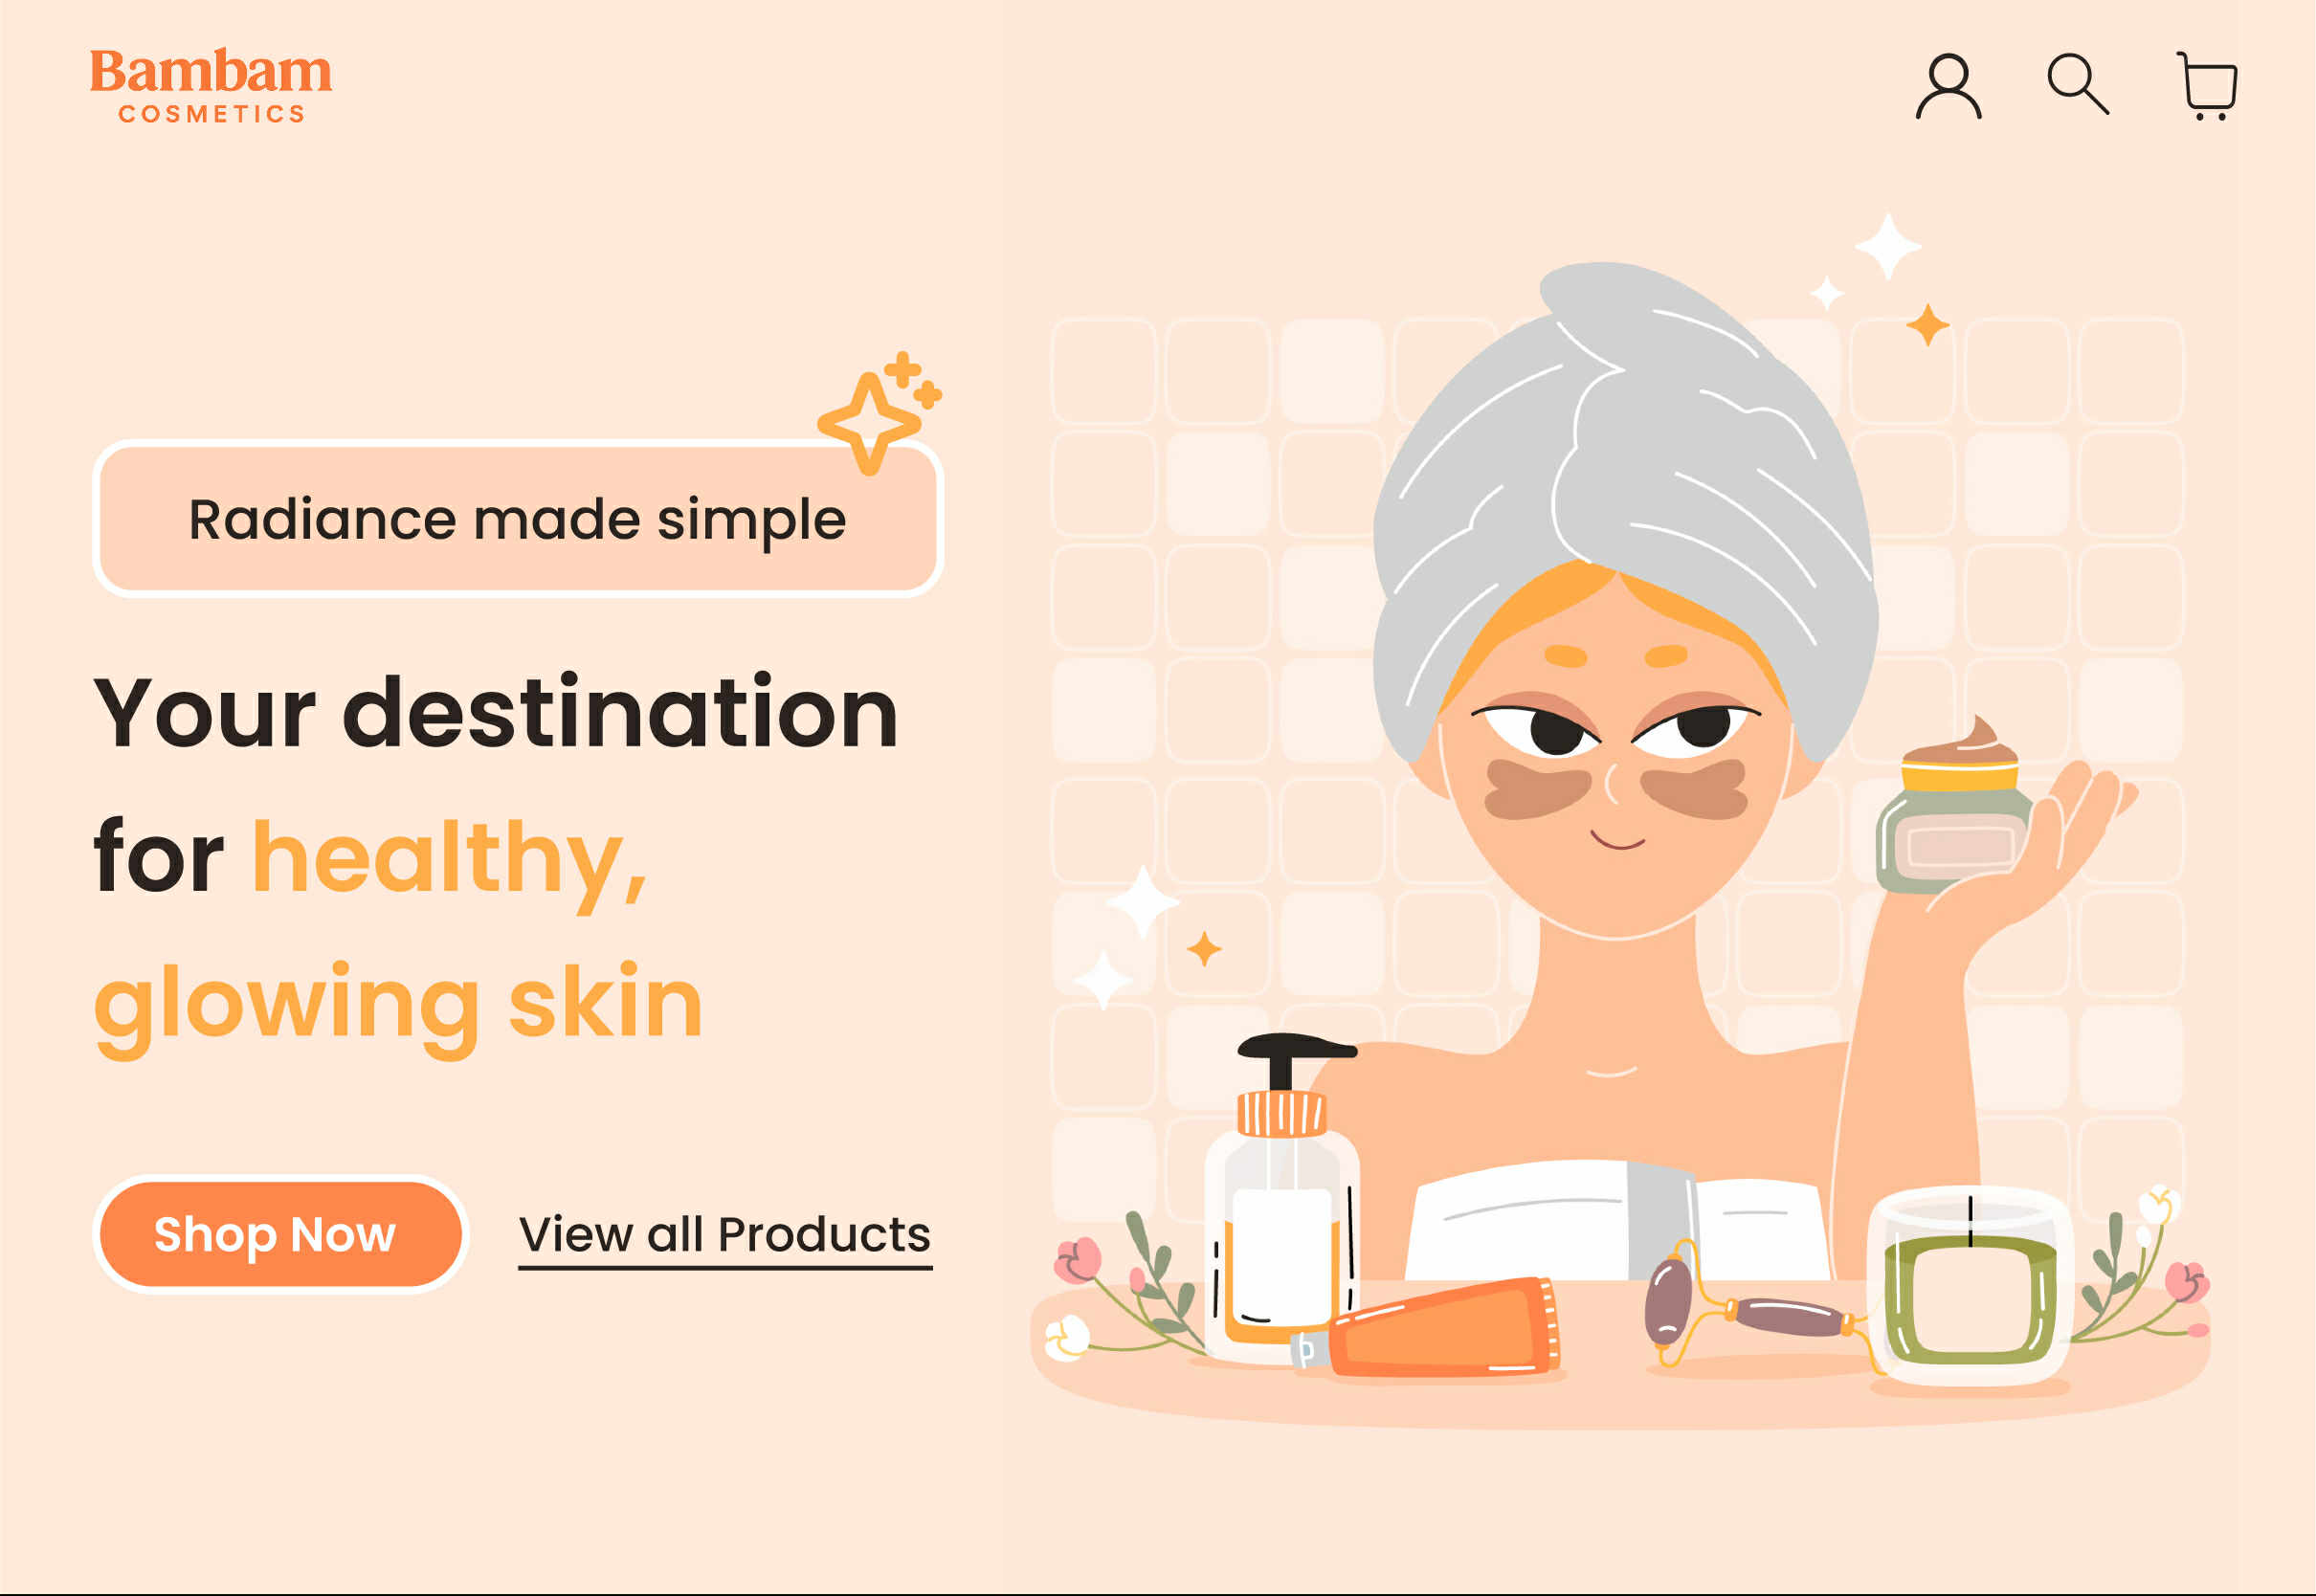 Bambam
COSMETICS
Radiance made simple
Your destination
for healthy,
glowing skin
Shop Now
View all Products